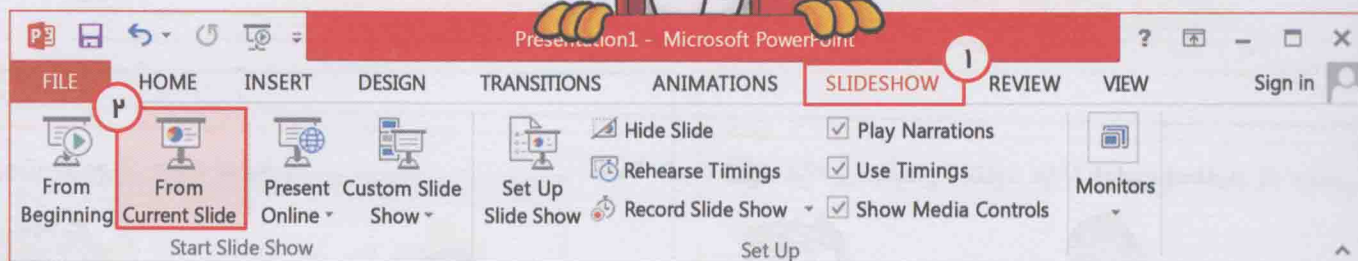 Presentation1 - Microsoft PowerPoint
?
FILE HOME INSERT DESIGN TRANSITIONS ANIMATIONS SLIDESHOW ۱ REVIEW VIEW Sign in
۲
From Beginning
From Current Slide
Present Online
Custom Slide Show
Set Up Slide Show
Hide Slide
Rehearse Timings
Record Slide Show
Play Narrations
Use Timings
Show Media Controls
Monitors
Start Slide Show
Set Up